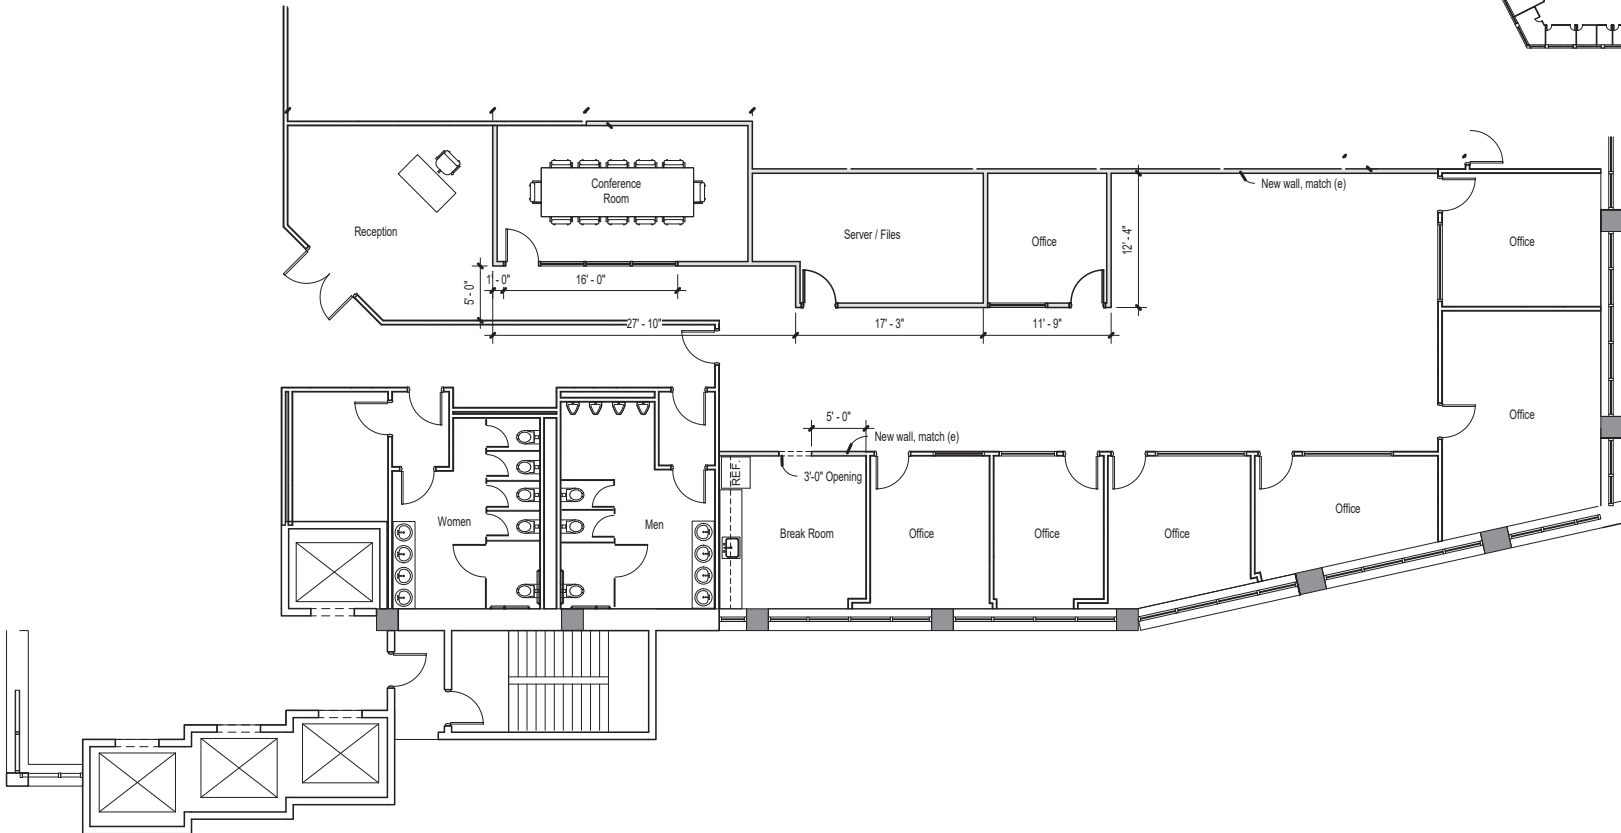 New wall, match (e)
Conference
Room
Reception
Server / Files
Office
12' - 4"
Office
1' - 0"
16' - 0"
5' - 0"
27' - 10"
17' - 3"
11' - 9"
Office
5' - 0"
New wall, match (e)
REF.
3'-0" Opening
Women
Men
Break Room
Office
Office
Office
Office